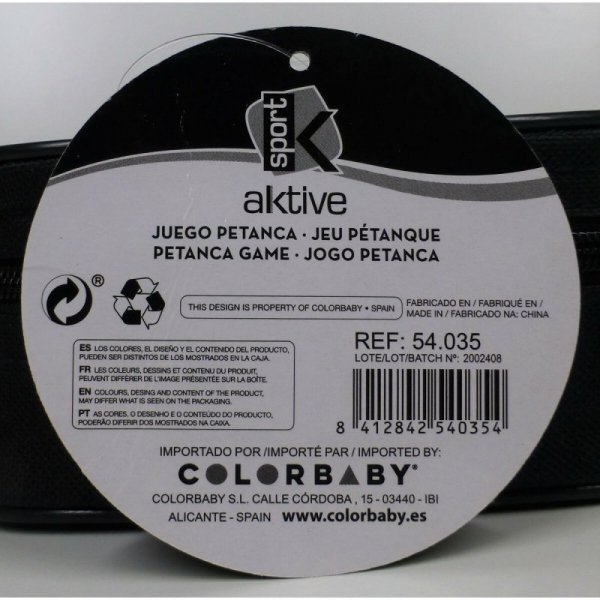 sport K
aktive
JUEGO PETANCA · JEU PÉTANQUE
PETANCA GAME · JOGO PETANCA
®
THIS DESIGN IS PROPERTY OF COLORBABY • SPAIN
FABRICADO EN / FABRIQUÉ EN /
MADE IN / FABRICADO NA: CHINA
ES LOS COLORES, EL DISEÑO Y EL CONTENIDO DEL PRODUCTO,
PUEDEN SER DISTINTOS DE LOS MOSTRADOS EN LA CAJA.
FR LES COLEURS, DESSINS ET CONTENU DU PRODUIT,
PEUVENT DIFFÉRER DE L'IMAGE PRÉSENTÉE SUR LA BOÎTE.
EN COLOURS, DESING AND CONTENT OF THE PRODUCT,
MAY DIFFER WHAT IS SEEN ON THE PACKAGING.
PT AS CORES, O DESENHO E O CONTEÚDO DO PRODUCTO,
PODERÃO DIFERIR DOS MOSTRADOS NA CAIXA.
REF: 54.035
LOTE/LOT/BATCH Nº: 2002408
8 412842 540354
IMPORTADO POR /IMPORTÉ PAR / IMPORTED BY:
COLORBABY®
COLORBABY S.L. CALLE CÓRDOBA , 15 - 03440 - IBI
ALICANTE - SPAIN www.colorbaby.es